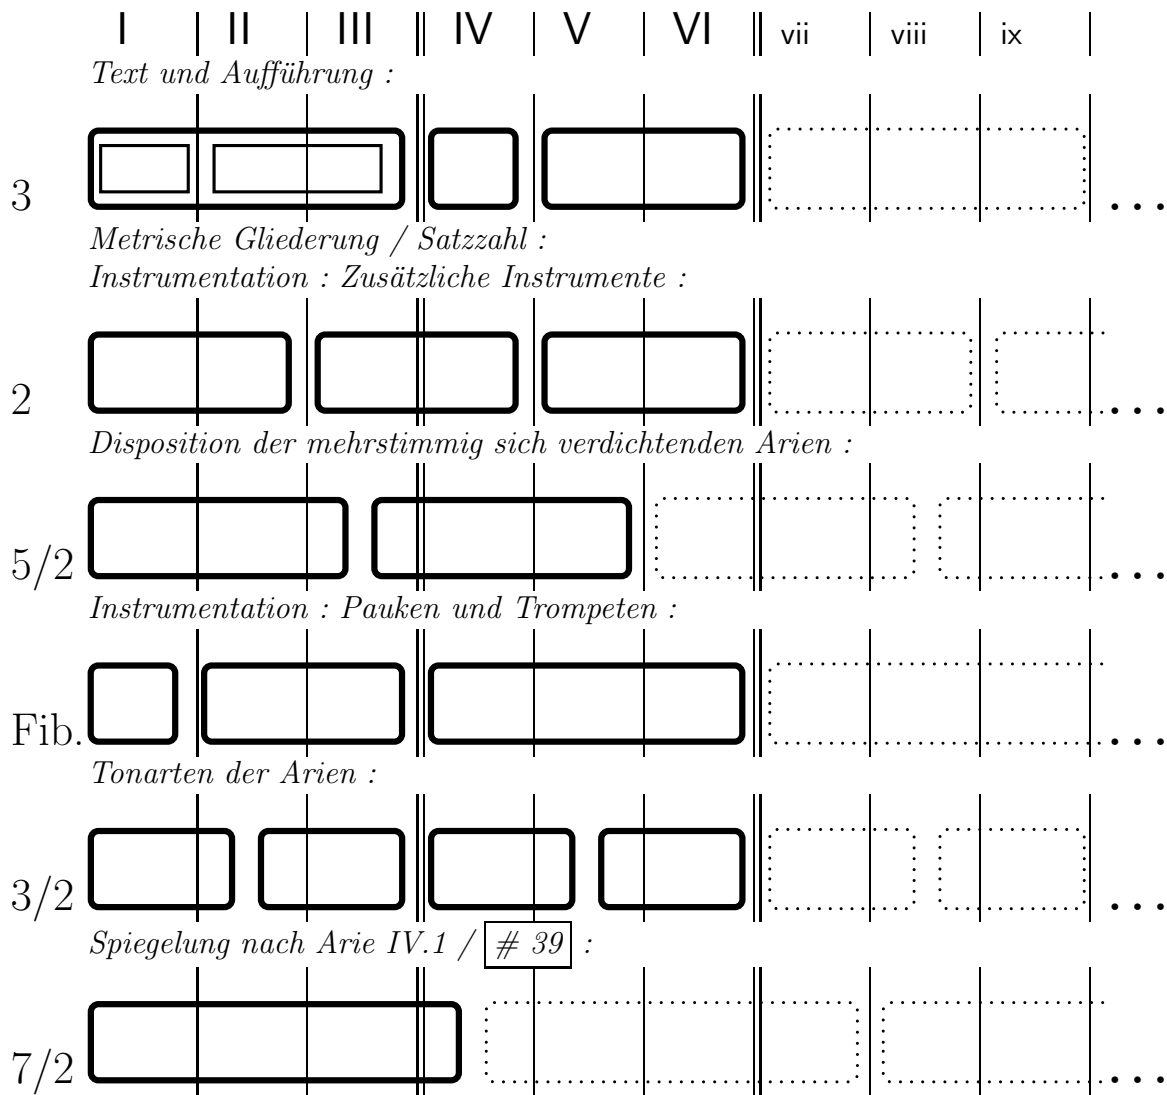 I II III IV V VI vii viii ix
Text und Aufführung :
3 ...
Metrische Gliederung / Satzzahl :
Instrumentation : Zusätzliche Instrumente :
2 ...
Disposition der mehrstimmig sich verdichtenden Arien :
5/2 ...
Instrumentation : Pauken und Trompeten :
Fib. ...
Tonarten der Arien :
3/2 ...
Spiegelung nach Arie IV.1 / # 39 :
7/2 ...